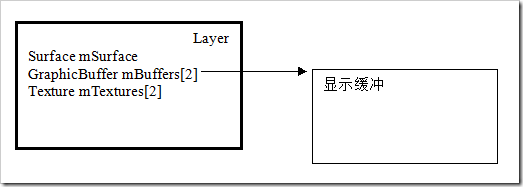 Layer
Surface mSurface
GraphicBuffer mBuffers[2]
Texture mTextures[2]
显示缓冲